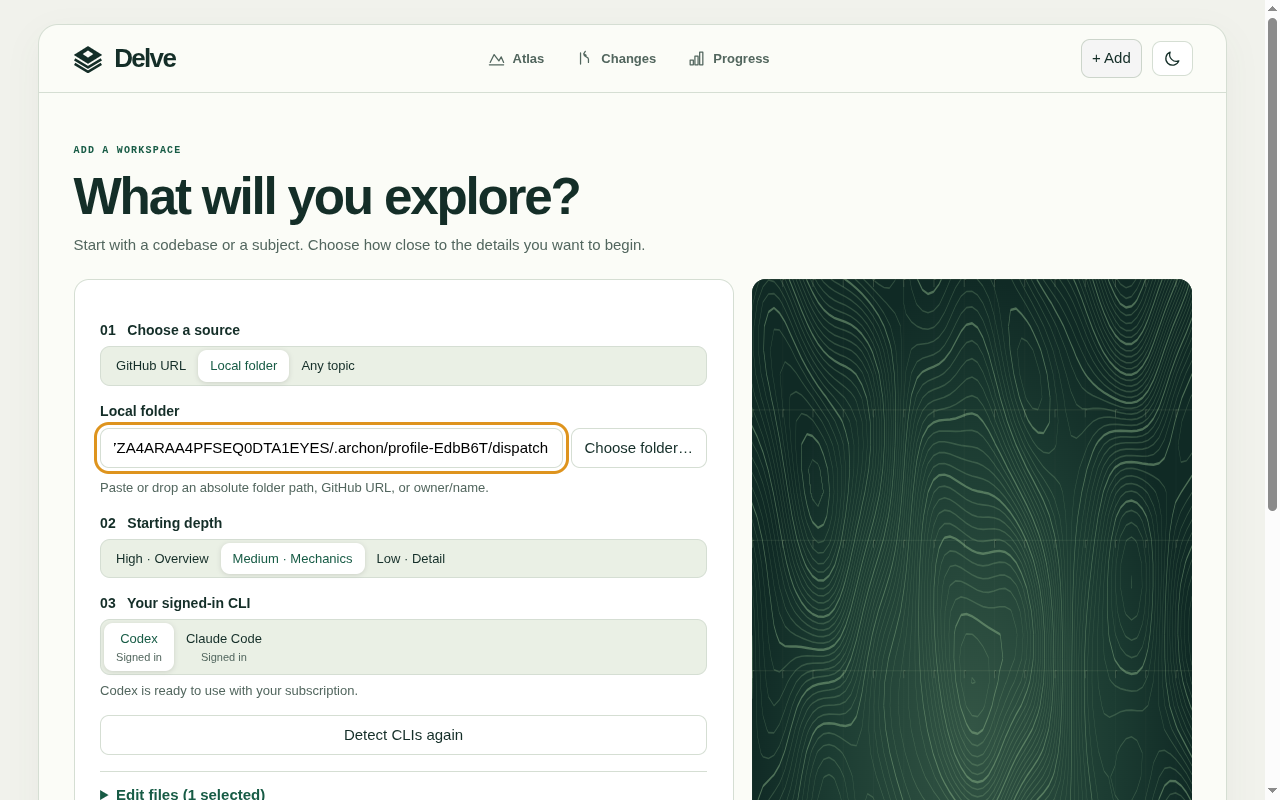 Delve
Atlas
Changes
Progress
+ Add
ADD A WORKSPACE
What will you explore?
Start with a codebase or a subject. Choose how close to the details you want to begin.
01 Choose a source
GitHub URL
Local folder
Any topic
Local folder
ZA4ARAA4PFSEQ0DTA1EYES/.archon/profile-EdbB6T/dispatch
Choose folder…
Paste or drop an absolute folder path, GitHub URL, or owner/name.
02 Starting depth
High · Overview
Medium · Mechanics
Low · Detail
03 Your signed-in CLI
Codex
Signed in
Claude Code
Signed in
Codex is ready to use with your subscription.
Detect CLIs again
Edit files (1 selected)